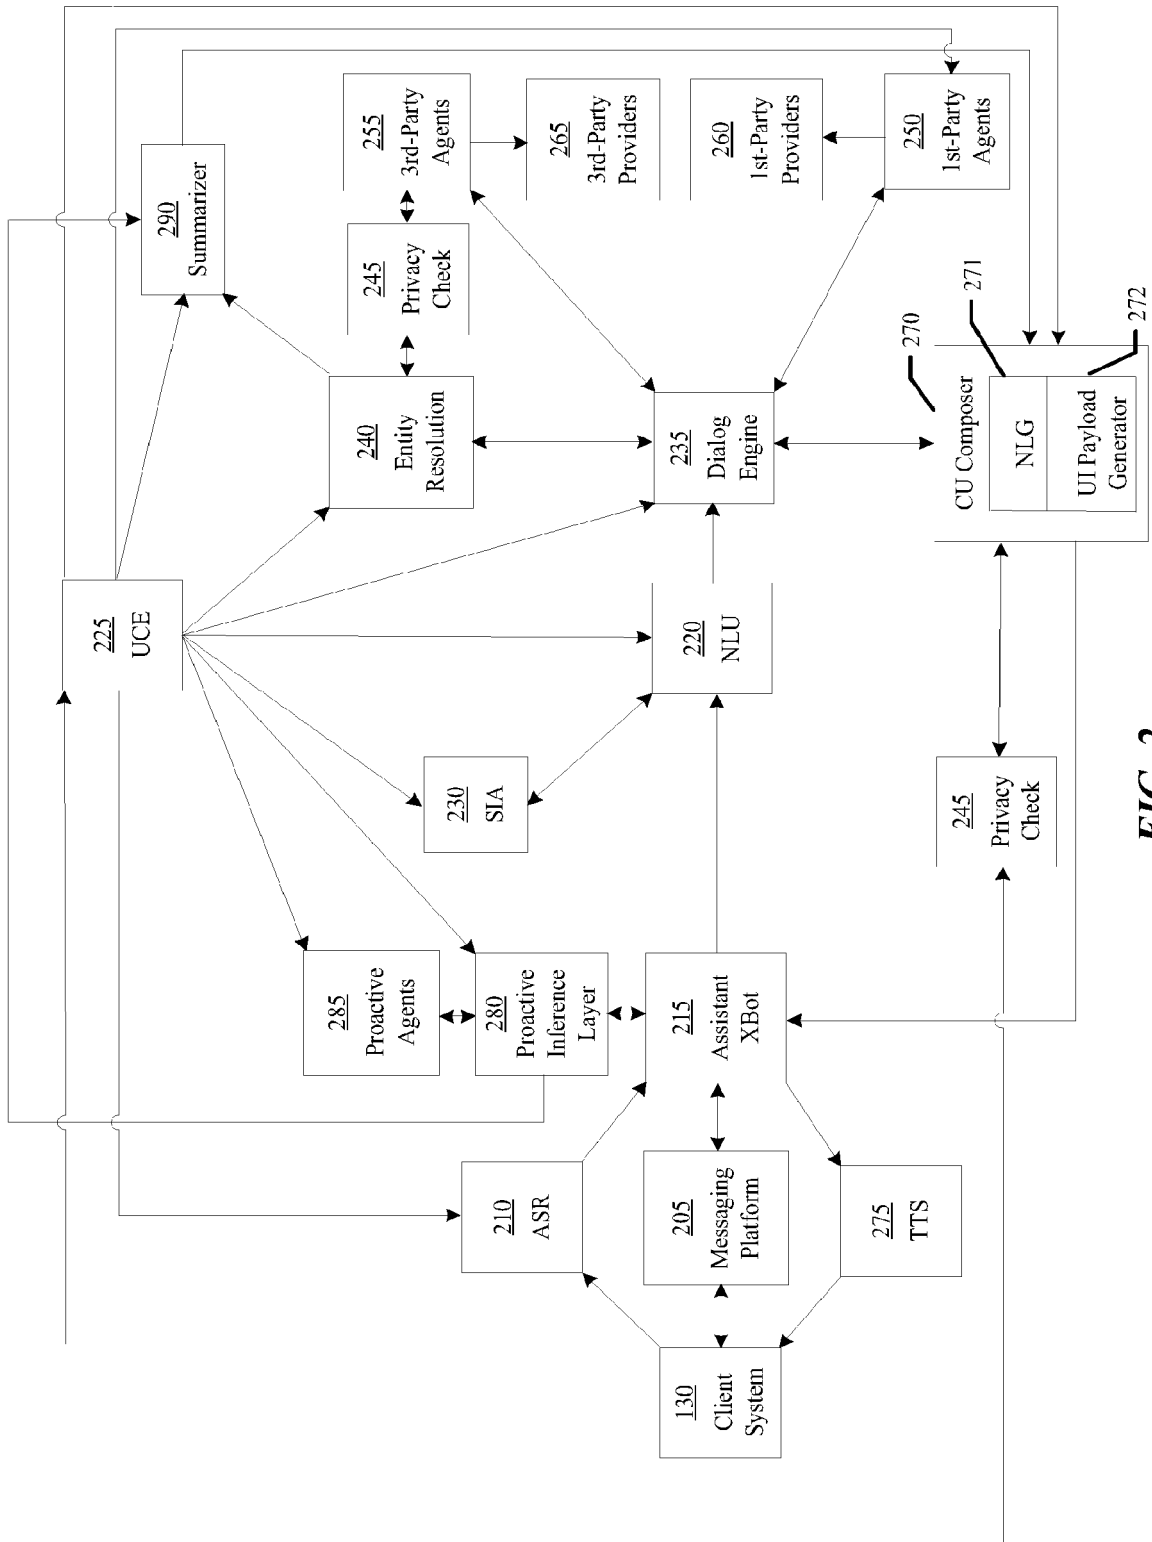 290
Summarizer
255
3rd-Party
Agents
265
3rd-Party
Providers
260
1st-Party
Providers
250
1st-Party
Agents
245
Privacy
Check
240
Entity
Resolution
235
Dialog
Engine
270
271
272
CU Composer
NLG
UI Payload
Generator
225
UCE
220
NLU
230
SIA
245
Privacy
Check
285
Proactive
Agents
280
Proactive
Inference
Layer
215
Assistant
XBot
210
ASR
205
Messaging
Platform
275
TTS
130
Client
System